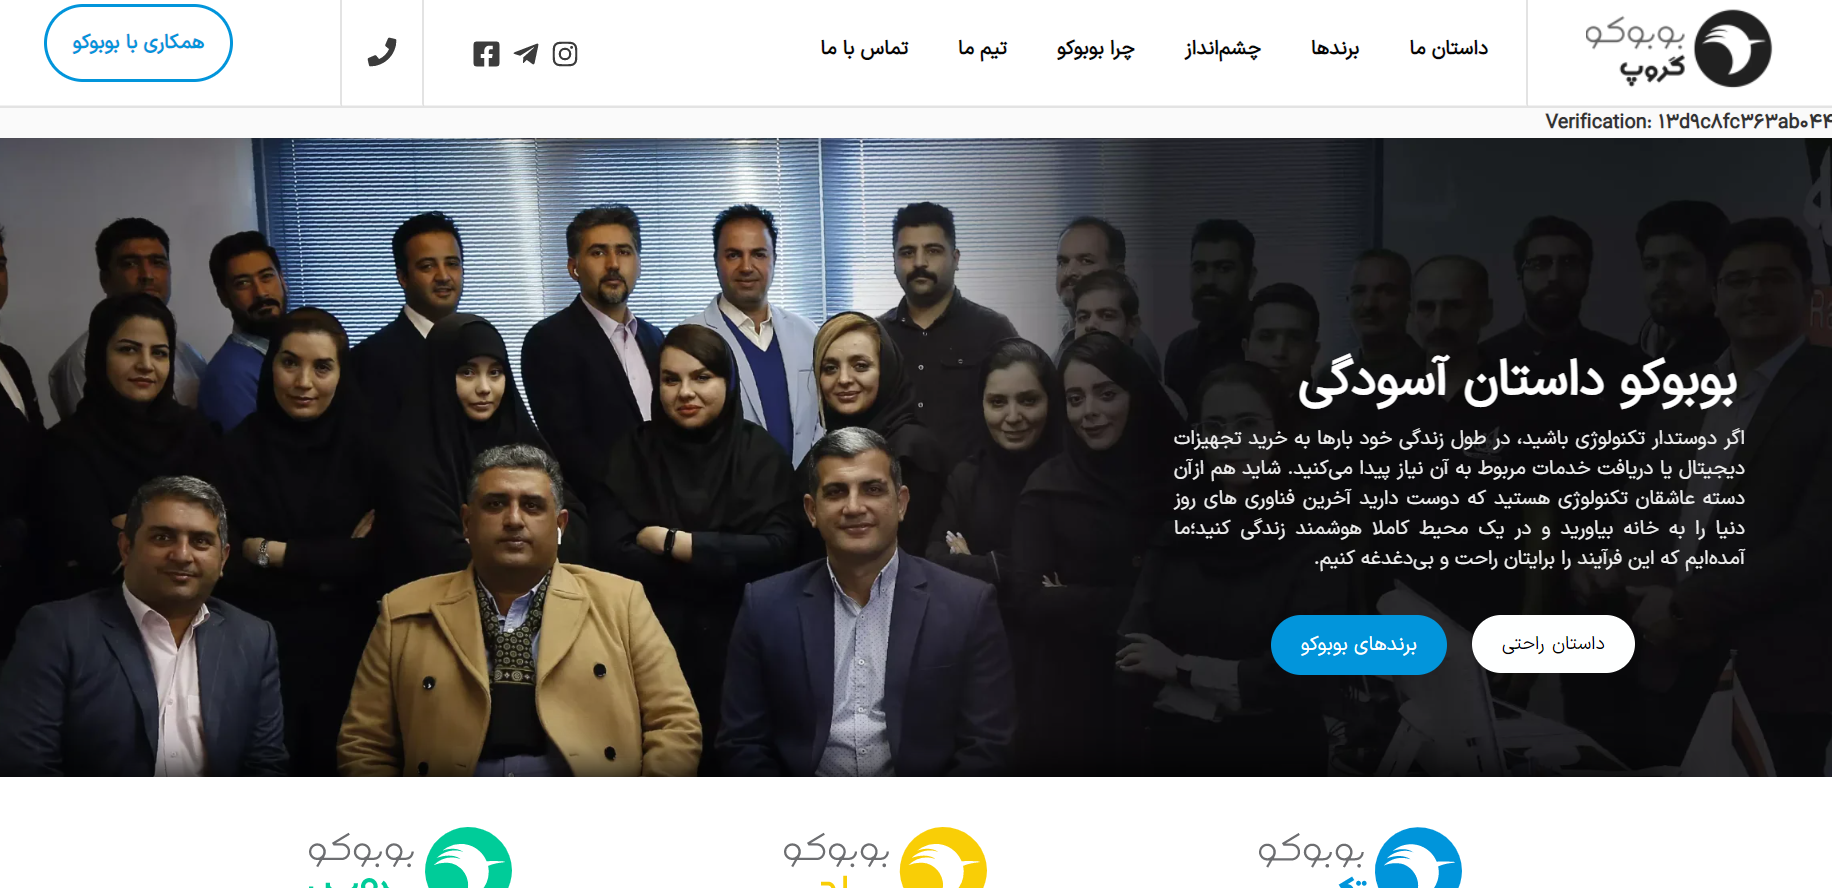 بوبوکو
گروپ
داستان ما
برندها
چشم‌انداز
چرا بوبوکو
تیم ما
تماس با ما
همکاری با بوبوکو
Verification: ۱۳d۹c۸fc۳۶۳ab۰۴۴
بوبوکو داستان آسودگی
اگر دوستدار تکنولوژی باشید، در طول زندگی خود بارها به خرید تجهیزات
دیجیتال یا دریافت خدمات مربوط به آن نیاز پیدا می‌کنید. شاید هم ازآن
دسته عاشقان تکنولوژی هستید که دوست دارید آخرین فناوری های روز
دنیا را به خانه بیاورید و در یک محیط کاملا هوشمند زندگی کنید؛ما
آمده‌ایم که این فرآیند را برایتان راحت و بی‌دغدغه کنیم.
داستان راحتی
برندهای بوبوکو
بوبوکو
بوبوکو
بوبوکو